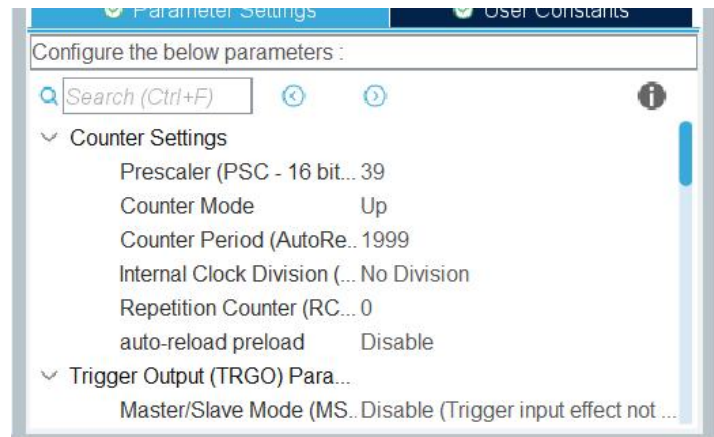 Parameter Settings User Constants
Configure the below parameters :
Search (Ctrl+F)
Counter Settings
Prescaler (PSC - 16 bit... 39
Counter Mode Up
Counter Period (AutoRe.. 1999
Internal Clock Division (... No Division
Repetition Counter (RC... 0
auto-reload preload Disable
Trigger Output (TRGO) Para...
Master/Slave Mode (MS.. Disable (Trigger input effect not ...